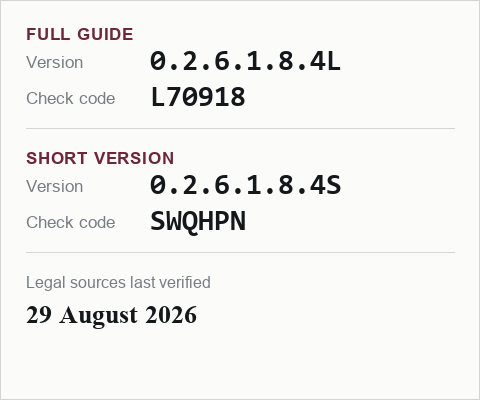 FULL GUIDE
Version 0.2.6.1.8.4L
Check code L70918
SHORT VERSION
Version 0.2.6.1.8.4S
Check code SWQHPN
Legal sources last verified
29 August 2026